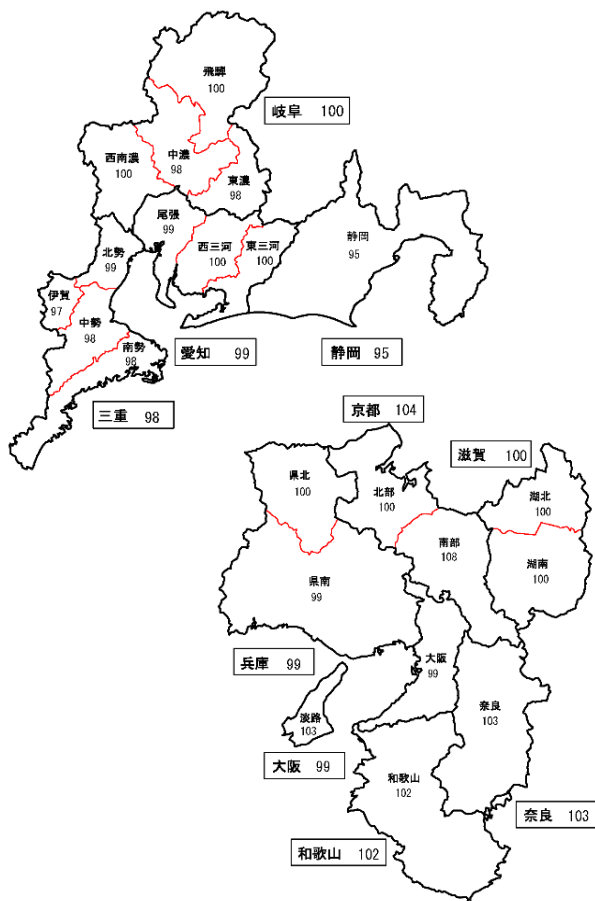 飛騨
100
岐阜 100
中濃
98
西南濃
100
東濃
98
尾張
99
西三河
100
東三河
100
静岡
95
北勢
99
伊賀
97
中勢
98
南勢
98
愛知 99
静岡 95
三重 98
京都 104
滋賀
100
県北
100
北部
100
湖北
100
南部
108
湖南
100
県南
99
兵庫 99
大阪
99
淡路
103
奈良
103
大阪 99
和歌山
102
奈良 103
和歌山 102